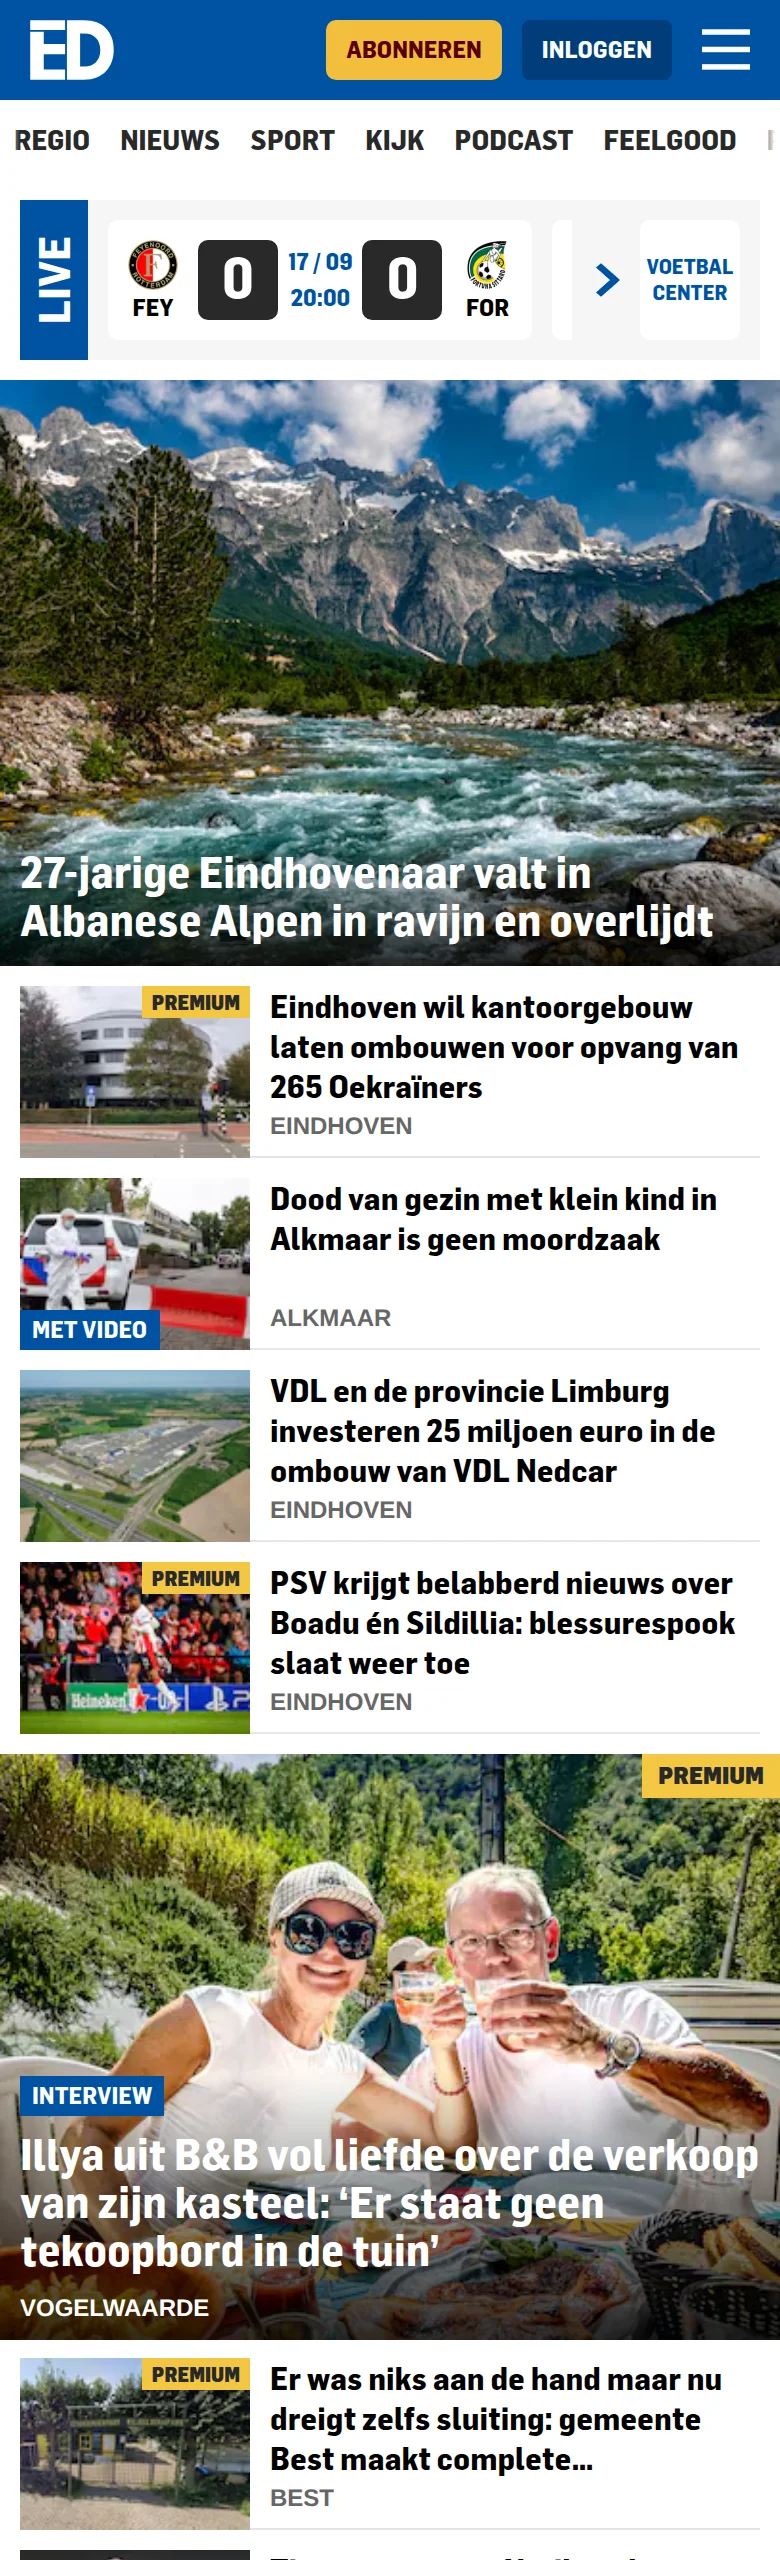 ED
ABONNEREN
INLOGGEN
REGIO NIEUWS SPORT KIJK PODCAST FEELGOOD
LIVE
FEY
0
17 / 09
20:00
0
FOR
VOETBAL
CENTER
27-jarige Eindhovenaar valt in
Albanese Alpen in ravijn en overlijdt
PREMIUM
Eindhoven wil kantoorgebouw
laten ombouwen voor opvang van
265 Oekraïners
EINDHOVEN
MET VIDEO
Dood van gezin met klein kind in
Alkmaar is geen moordzaak
ALKMAAR
VDL en de provincie Limburg
investeren 25 miljoen euro in de
ombouw van VDL Nedcar
EINDHOVEN
PREMIUM
Heineken
PSV krijgt belabberd nieuws over
Boadu én Sildillia: blessurespook
slaat weer toe
EINDHOVEN
PREMIUM
INTERVIEW
Illya uit B&B vol liefde over de verkoop
van zijn kasteel: ‘Er staat geen
tekoopbord in de tuin’
VOGELWAARDE
PREMIUM
Er was niks aan de hand maar nu
dreigt zelfs sluiting: gemeente
Best maakt complete...
BEST